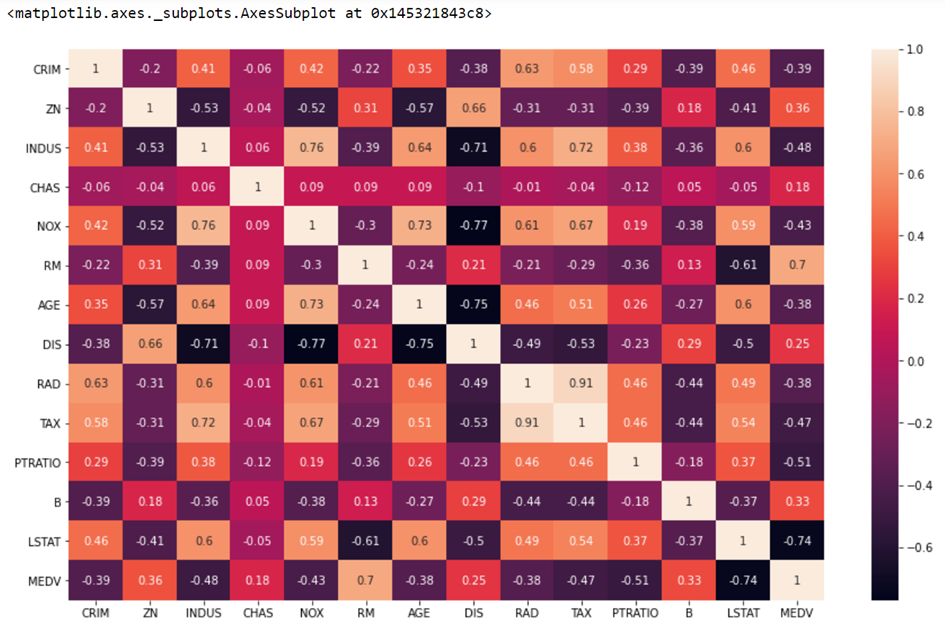 <matplotlib.axes._subplots.AxesSubplot at 0x145321843c8>
CRIM 1 -0.2 0.41 -0.06 0.42 -0.22 0.35 -0.38 0.63 0.58 0.29 -0.39 0.46 -0.39
ZN -0.2 1 -0.53 -0.04 -0.52 0.31 -0.57 0.66 -0.31 -0.31 -0.39 0.18 -0.41 0.36
INDUS 0.41 -0.53 1 0.06 0.76 -0.39 0.64 -0.71 0.6 0.72 0.38 -0.36 0.6 -0.48
CHAS -0.06 -0.04 0.06 1 0.09 0.09 0.09 -0.1 -0.01 -0.04 -0.12 0.05 -0.05 0.18
NOX 0.42 -0.52 0.76 0.09 1 -0.3 0.73 -0.77 0.61 0.67 0.19 -0.38 0.59 -0.43
RM -0.22 0.31 -0.39 0.09 -0.3 1 -0.24 0.21 -0.21 -0.29 -0.36 0.13 -0.61 0.7
AGE 0.35 -0.57 0.64 0.09 0.73 -0.24 1 -0.75 0.46 0.51 0.26 -0.27 0.6 -0.38
DIS -0.38 0.66 -0.71 -0.1 -0.77 0.21 -0.75 1 -0.49 -0.53 -0.23 0.29 -0.5 0.25
RAD 0.63 -0.31 0.6 -0.01 0.61 -0.21 0.46 -0.49 1 0.91 0.46 -0.44 0.49 -0.38
TAX 0.58 -0.31 0.72 -0.04 0.67 -0.29 0.51 -0.53 0.91 1 0.46 -0.44 0.54 -0.47
PTRATIO 0.29 -0.39 0.38 -0.12 0.19 -0.36 0.26 -0.23 0.46 0.46 1 -0.18 0.37 -0.51
B -0.39 0.18 -0.36 0.05 -0.38 0.13 -0.27 0.29 -0.44 -0.44 -0.18 1 -0.37 0.33
LSTAT 0.46 -0.41 0.6 -0.05 0.59 -0.61 0.6 -0.5 0.49 0.54 0.37 -0.37 1 -0.74
MEDV -0.39 0.36 -0.48 0.18 -0.43 0.7 -0.38 0.25 -0.38 -0.47 -0.51 0.33 -0.74 1
CRIM ZN INDUS CHAS NOX RM AGE DIS RAD TAX PTRATIO B LSTAT MEDV
1.0
0.8
0.6
0.4
0.2
0.0
−0.2
−0.4
−0.6